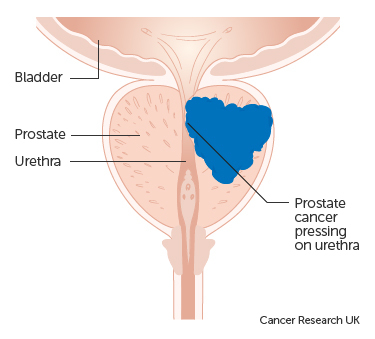 Bladder
Prostate
Urethra
Prostate
cancer
pressing
on urethra
Cancer Research UK